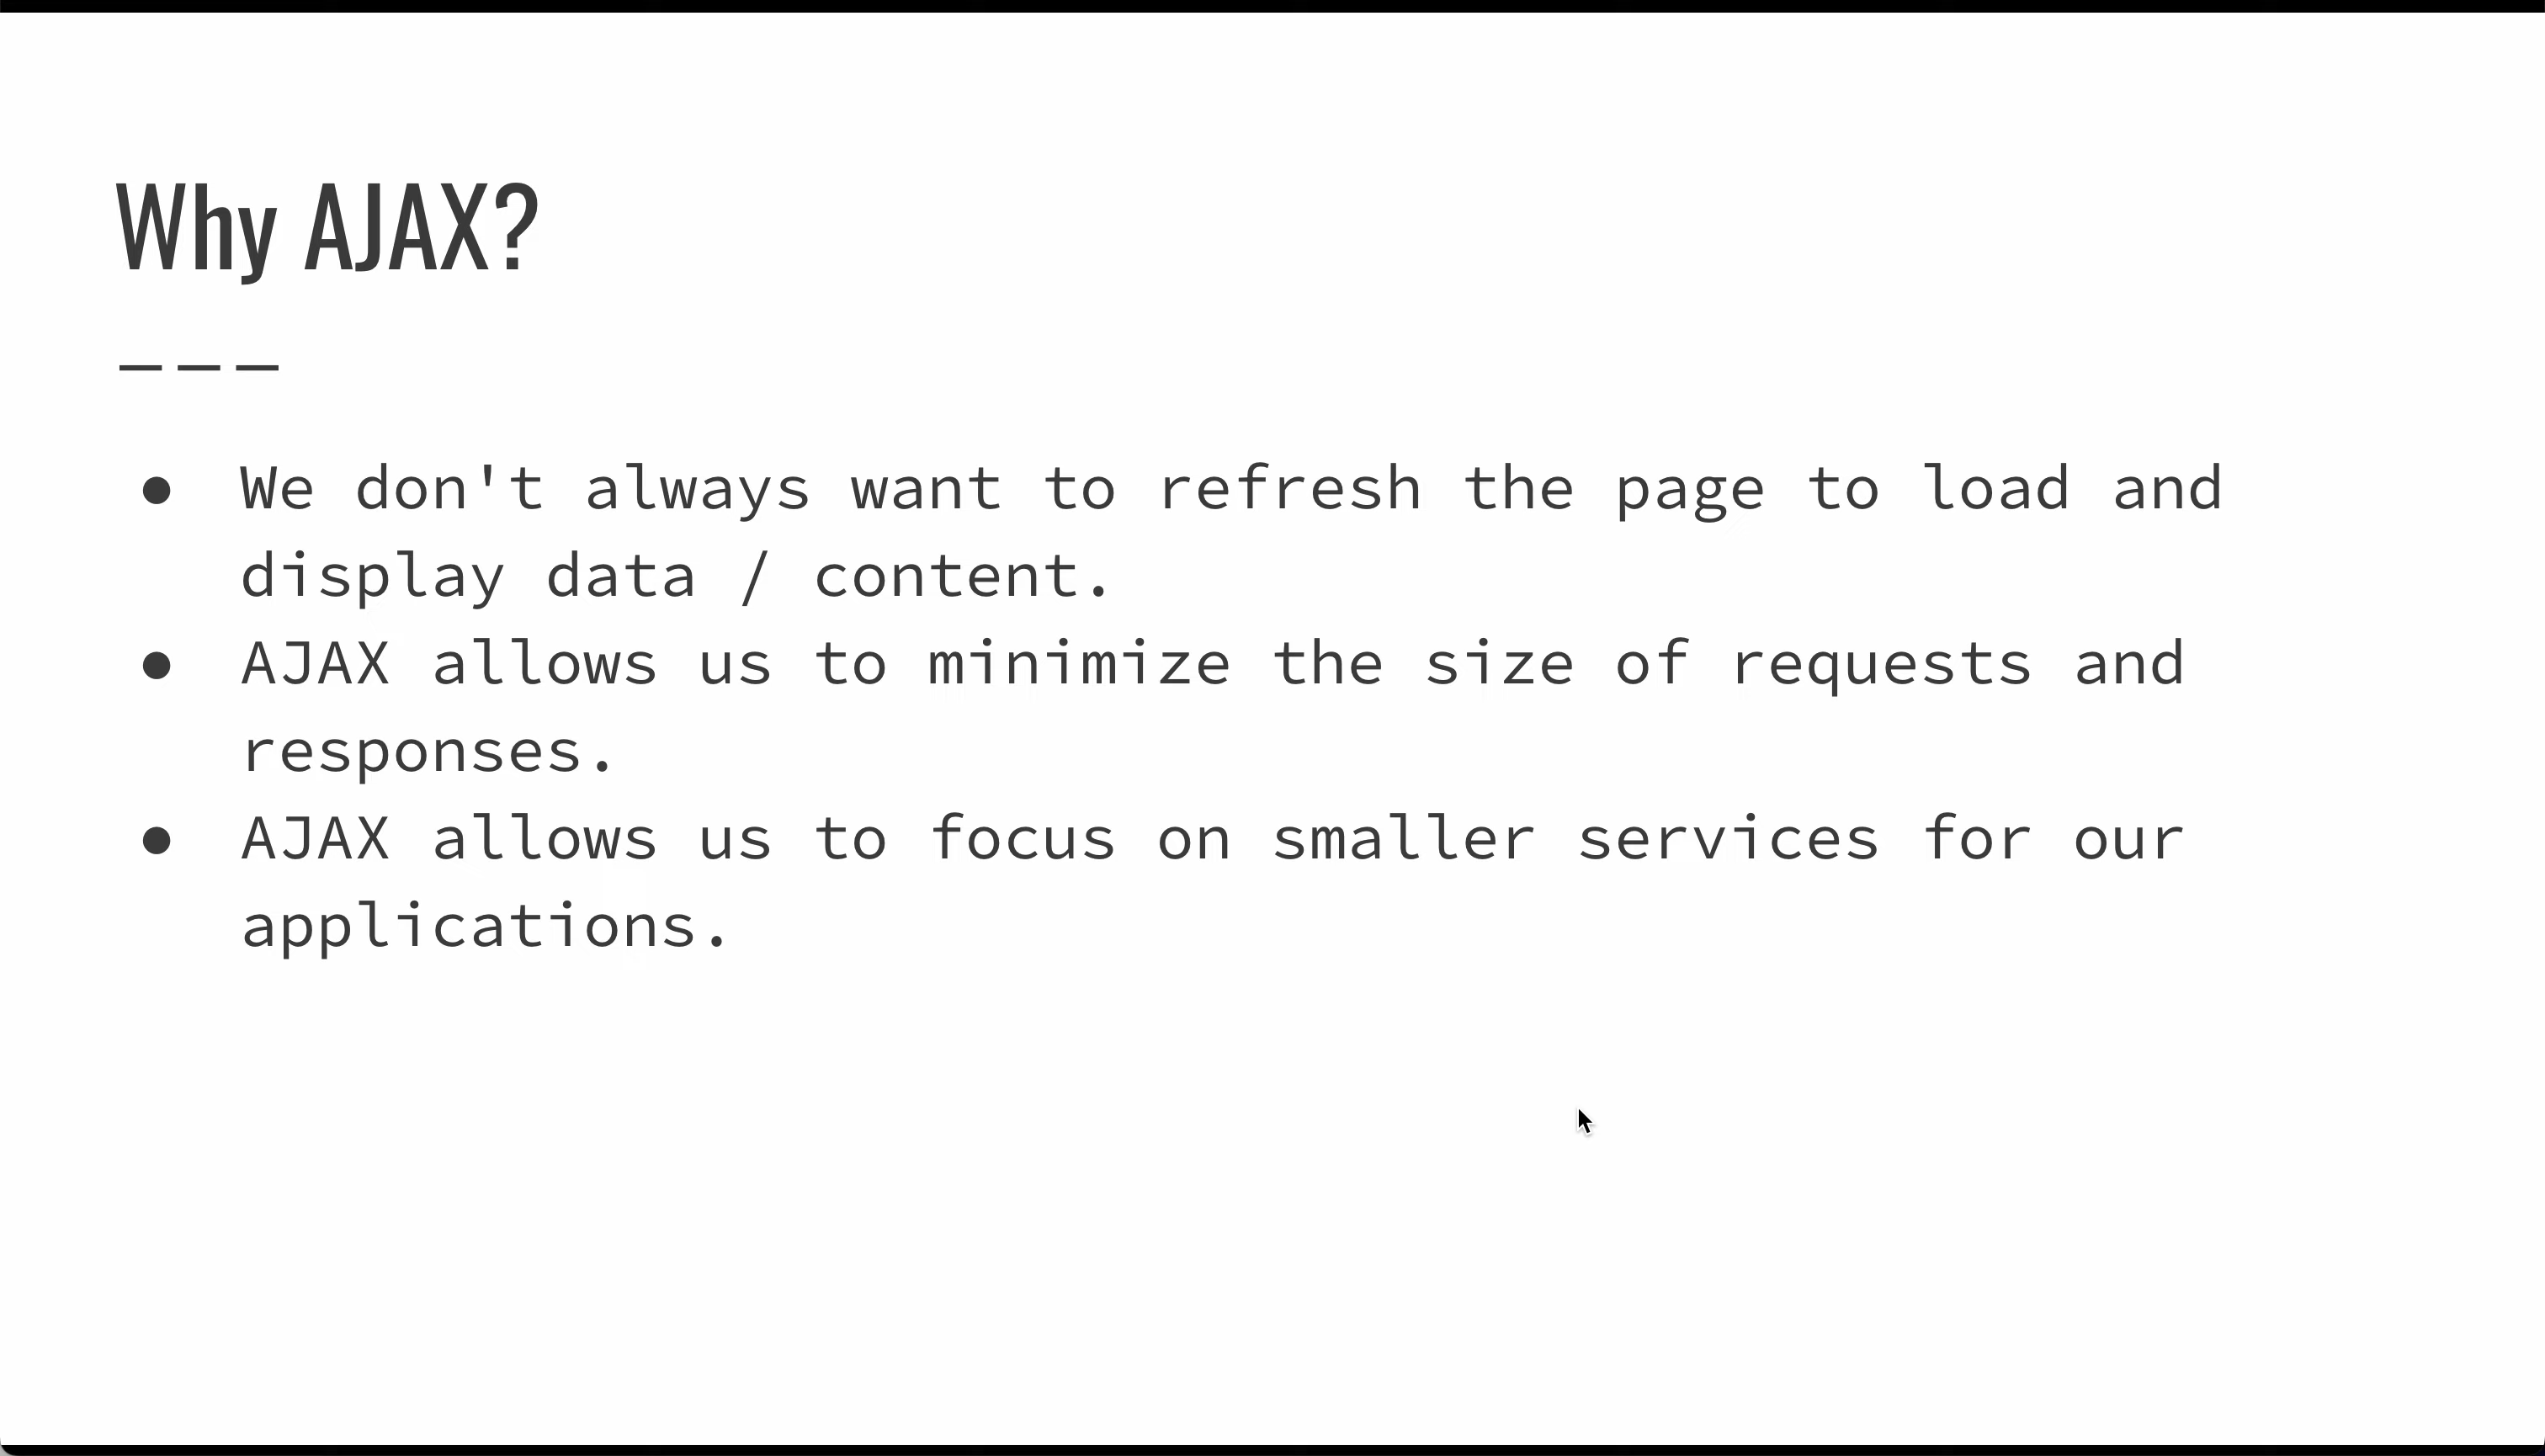 Why AJAX?
___
● We don't always want to refresh the page to load and
display data / content.
● AJAX allows us to minimize the size of requests and
responses.
● AJAX allows us to focus on smaller services for our
applications.